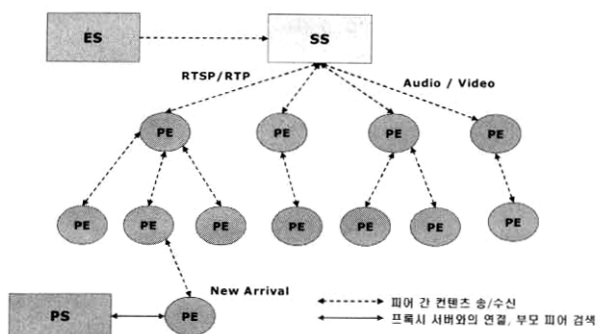 ES
SS
RTSP/RTP
Audio / Video
PE
PE
PE
PE
PE
PE
PE
PE
PE
PE
PE
New Arrival
피어 간 컨텐츠 송/수신
PS
PE
프록시 서버와의 연결, 부모 피어 검색